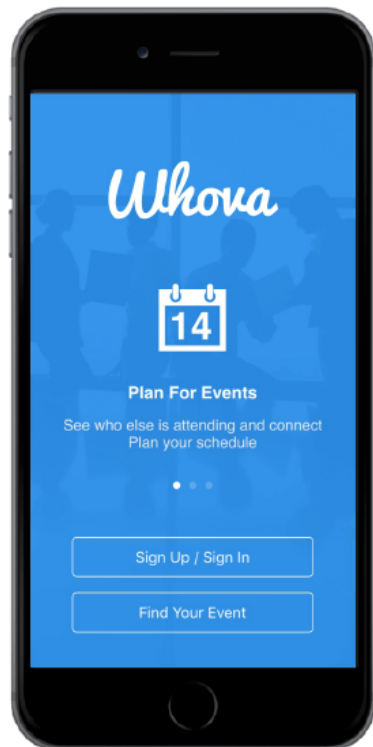 Whova
14
Plan For Events
See who else is attending and connect
Plan your schedule
Sign Up / Sign In
Find Your Event